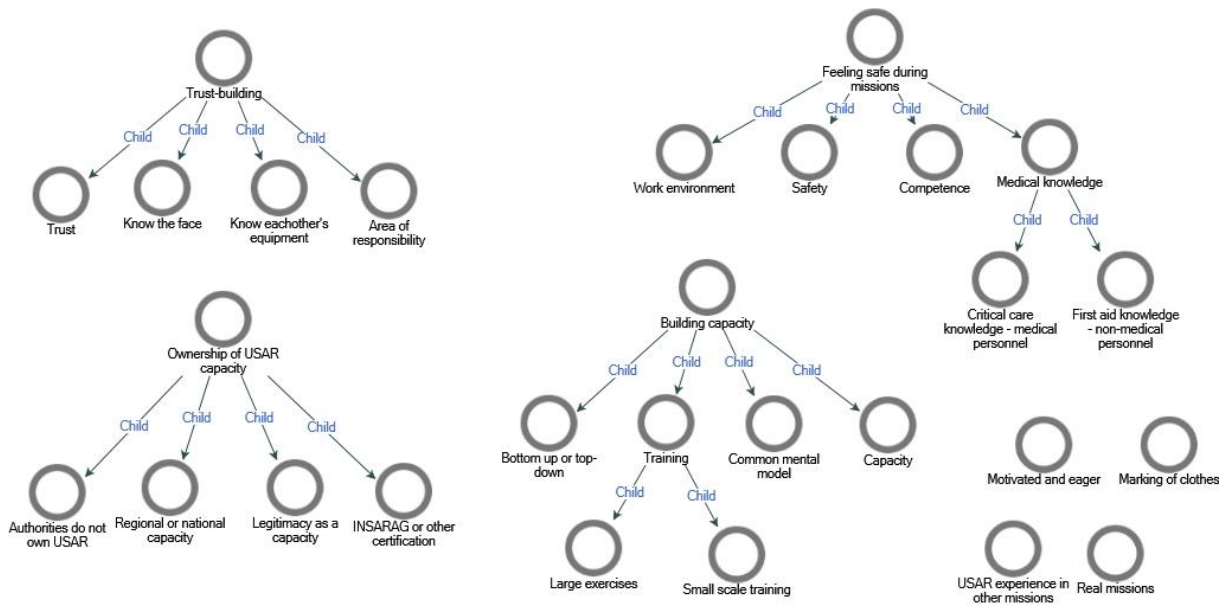 Trust-building
Child
Child
Child
Child
Trust
Know the face
Know eachother's
equipment
Area of
responsibility
Feeling safe during
missions
Child
Child
Child
Child
Work environment
Safety
Competence
Medical knowledge
Child
Child
Critical care
knowledge - medical
personnel
First aid knowledge
- non-medical
personnel
Ownership of USAR
capacity
Child
Child
Child
Child
Authorities do not
own USAR
Regional or national
capacity
Legitimacy as a
capacity
INSARAG or other
certification
Building capacity
Child
Child
Child
Child
Bottom up or top-
down
Training
Common mental
model
Capacity
Child
Child
Large exercises
Small scale training
Motivated and eager
Marking of clothes
USAR experience in
other missions
Real missions